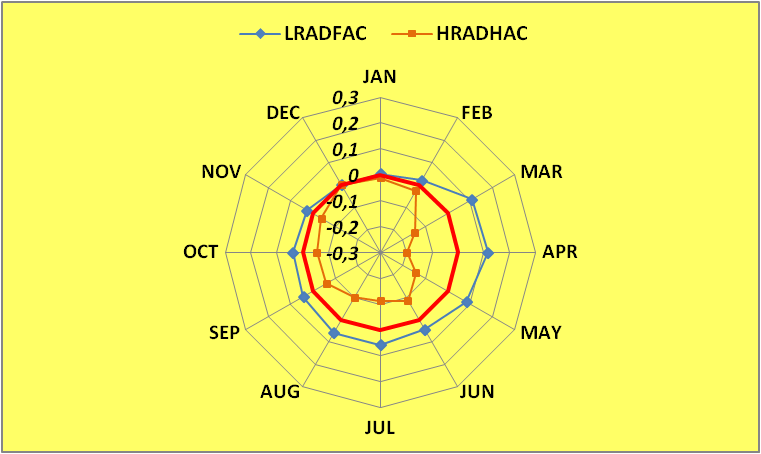 LRADFAC HRADHAC
JAN
0,3
DEC FEB
0,2
0,1
NOV MAR
0
-0,1
-0,2
OCT -0,3 APR
SEP MAY
AUG JUN
JUL